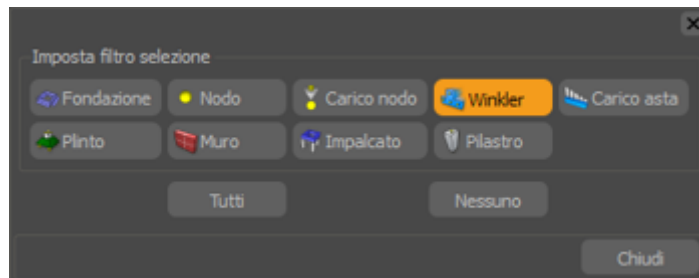 Imposta filtro selezione
Fondazione Nodo Carico nodo Winkler Carico asta
Plinto Muro Impalcato Pilastro
Tutti Nessuno
Chiudi